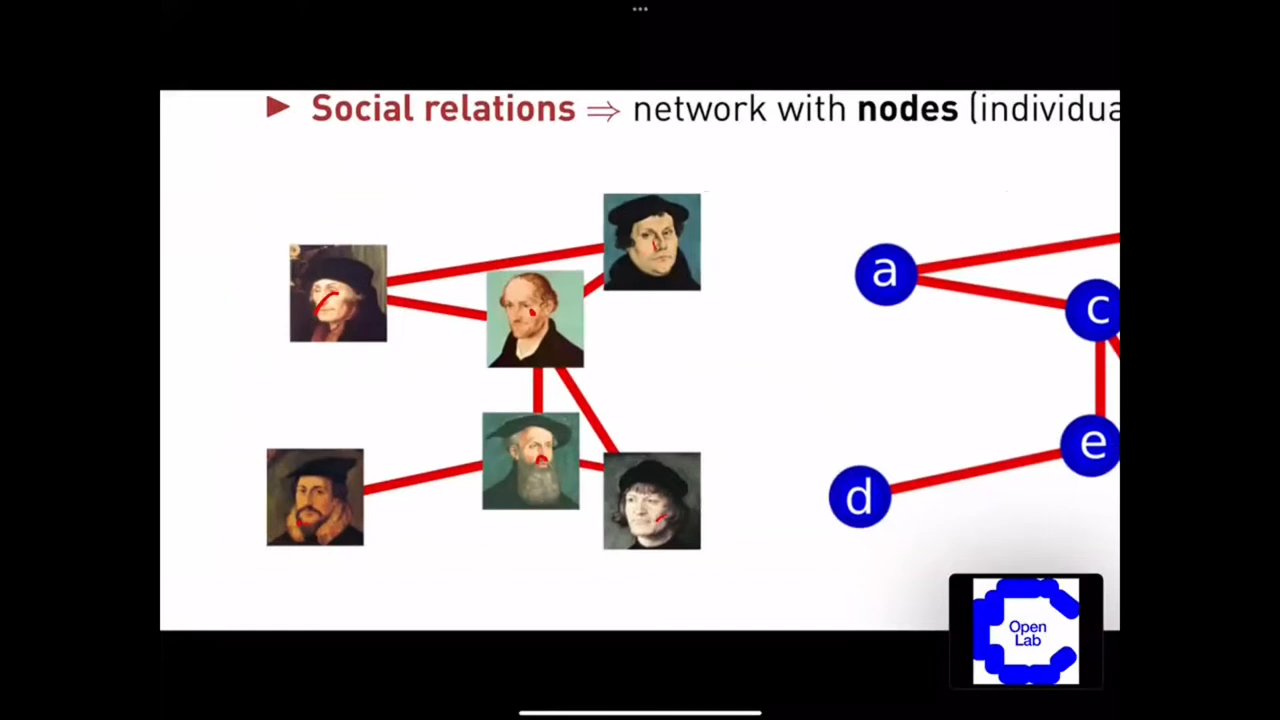 ► Social relations ⇒ network with nodes (individua
a
c
e
d
Open
Lab